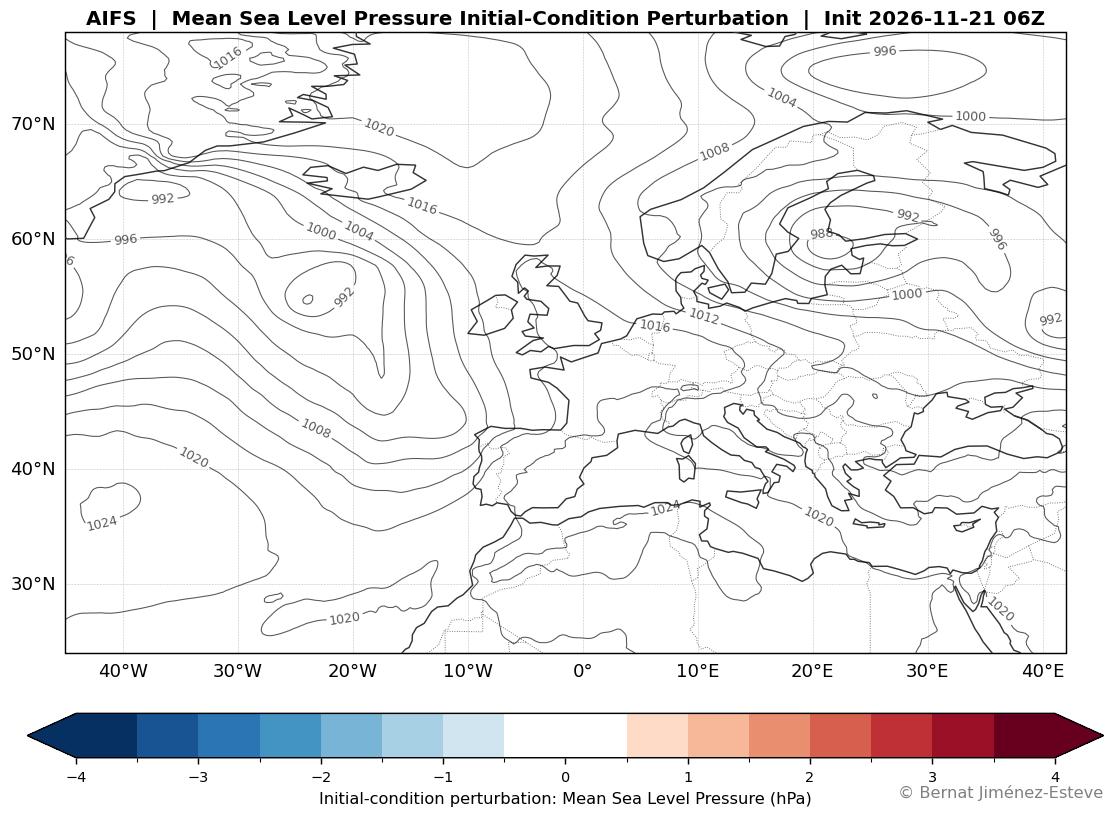 AIFS | Mean Sea Level Pressure Initial-Condition Perturbation | Init 2026-11-21 06Z
1016 996
1004
70°N 1020 1000
1008
992 1016 992
1004
1000
60°N 996 988 996
6
992 1000
1012 992
50°N 1016
1008
1020
40°N
1024 1024
1020
30°N
1020 1020
40°W 30°W 20°W 10°W 0° 10°E 20°E 30°E 40°E
−4 −3 −2 −1 0 1 2 3 4
Initial-condition perturbation: Mean Sea Level Pressure (hPa)
© Bernat Jiménez-Esteve